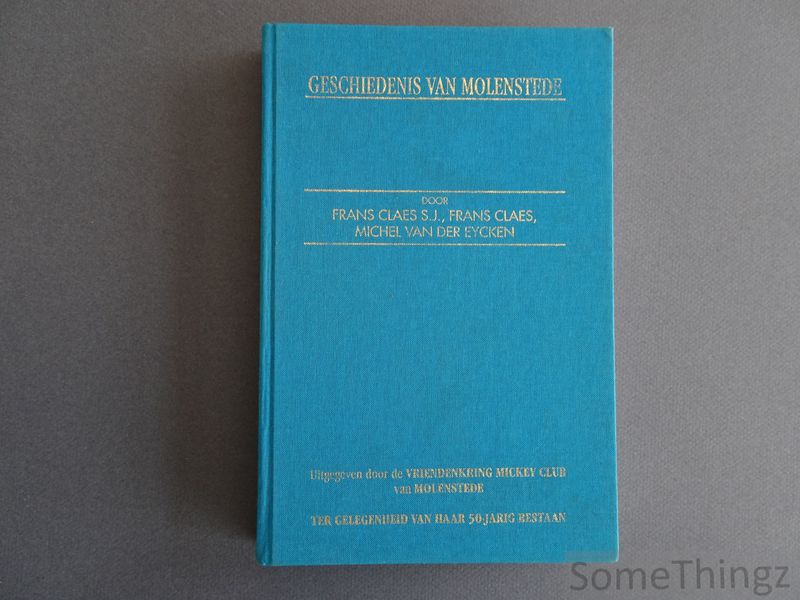 GESCHIEDENIS VAN MOLENSTEDE
DOOR
FRANS CLAES S.J., FRANS CLAES,
MICHEL VAN DER EYCKEN
Uitgegeven door de VRIENDENKRING MICKEY CLUB
van MOLENSTEDE
TER GELEGENHEID VAN HAAR 50-JARIG BESTAAN
SomeThingz